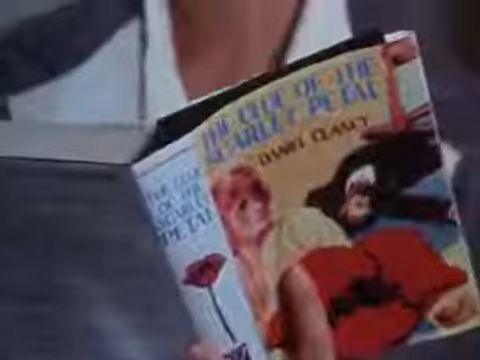 THE CLUE OF THE
SCARLET PETAL
DANIEL CLANCY
THE CLUE
OF THE
SCARLET
PETAL